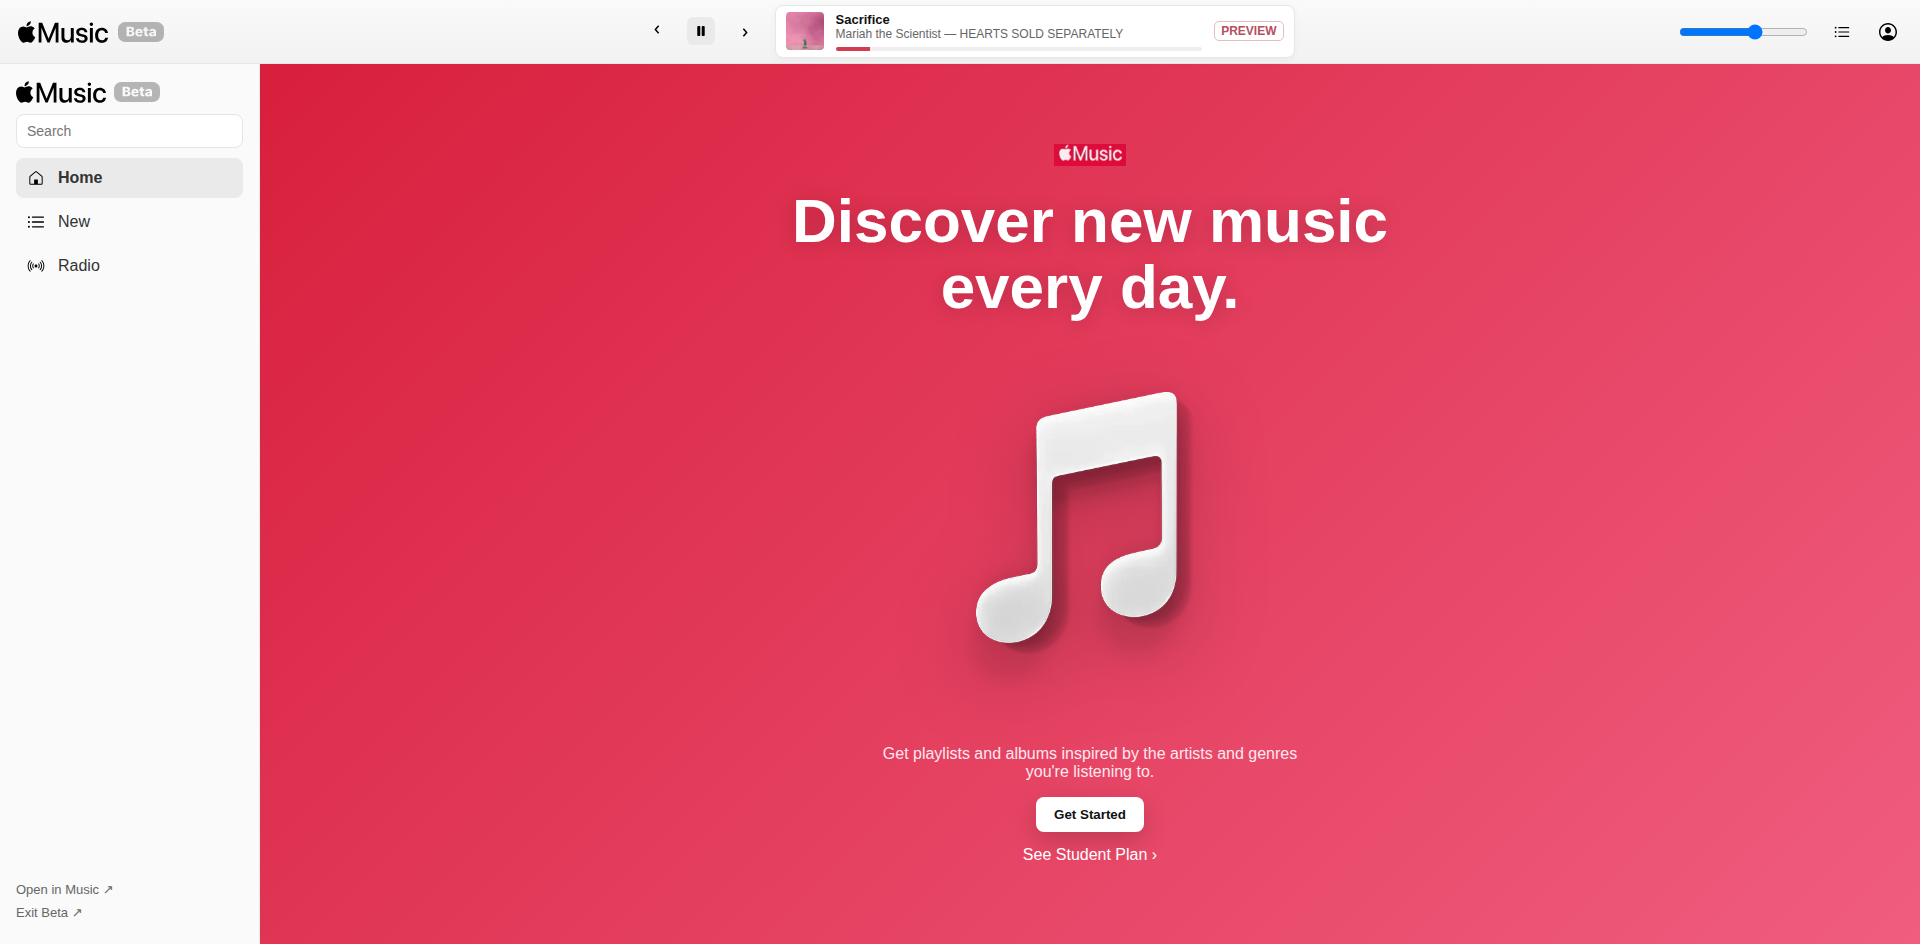 Music Beta
Sacrifice
Mariah the Scientist — HEARTS SOLD SEPARATELY
PREVIEW
Music Beta
Search
Home
New
Radio
Music
Discover new music
every day.
Get playlists and albums inspired by the artists and genres
you're listening to.
Get Started
See Student Plan ›
Open in Music ↗
Exit Beta ↗